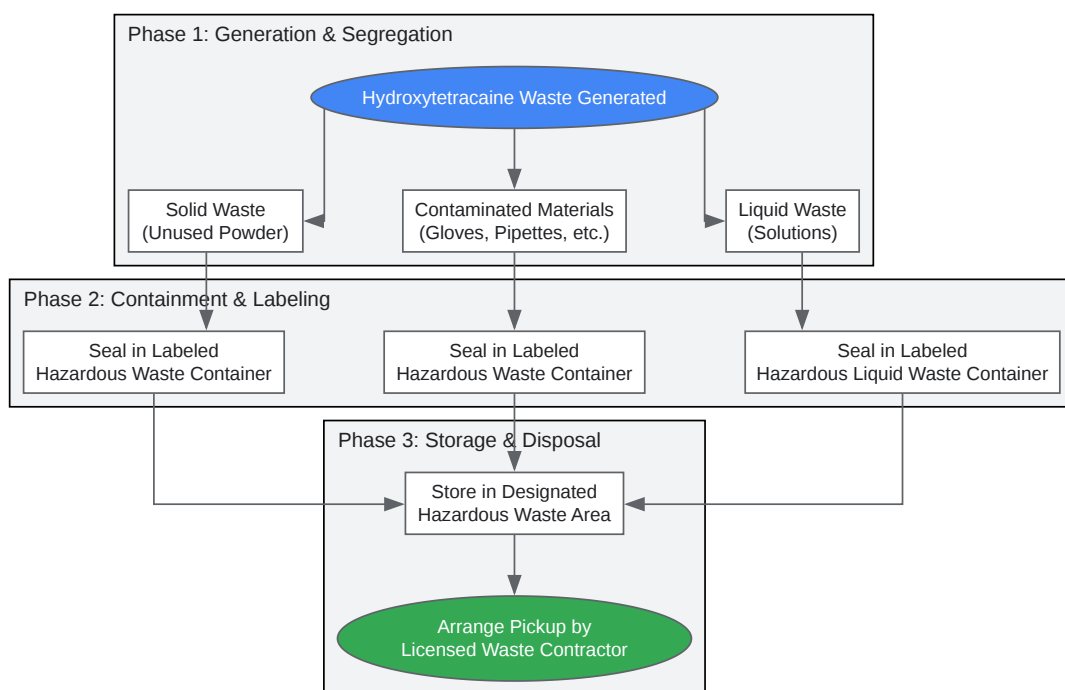 Phase 1: Generation & Segregation
Hydroxytetracaine Waste Generated
Solid Waste
(Unused Powder)
Contaminated Materials
(Gloves, Pipettes, etc.)
Liquid Waste
(Solutions)
Phase 2: Containment & Labeling
Seal in Labeled
Hazardous Waste Container
Seal in Labeled
Hazardous Waste Container
Seal in Labeled
Hazardous Liquid Waste Container
Phase 3: Storage & Disposal
Store in Designated
Hazardous Waste Area
Arrange Pickup by
Licensed Waste Contractor